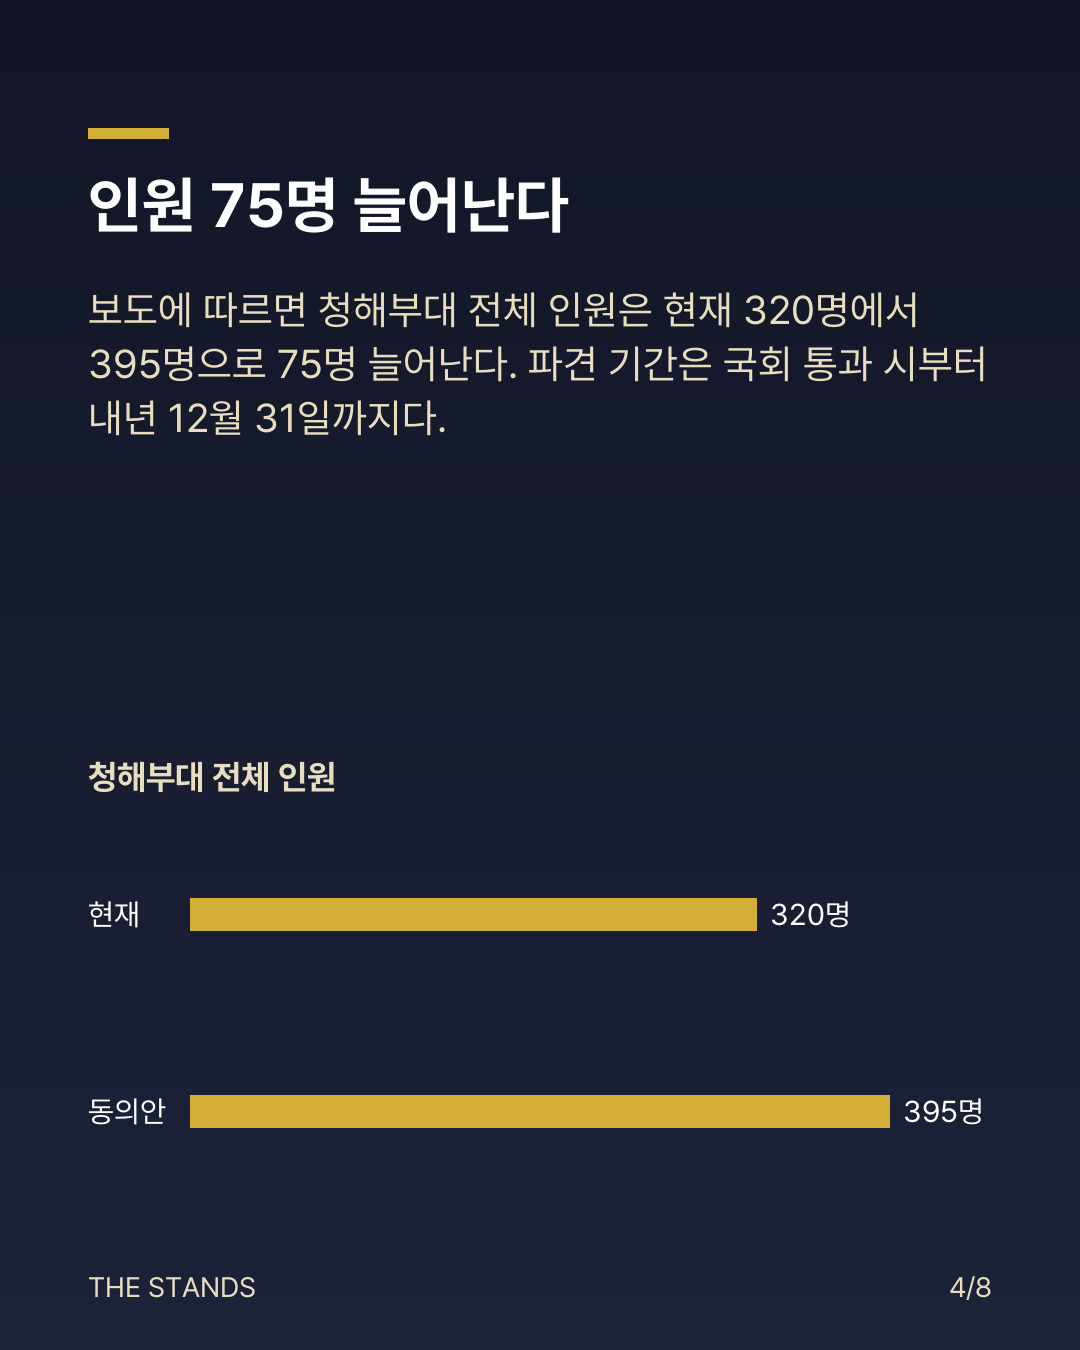 인원 75명 늘어난다
보도에 따르면 청해부대 전체 인원은 현재 320명에서
395명으로 75명 늘어난다. 파견 기간은 국회 통과 시부터
내년 12월 31일까지다.
청해부대 전체 인원
현재 320명
동의안 395명
THE STANDS 4/8